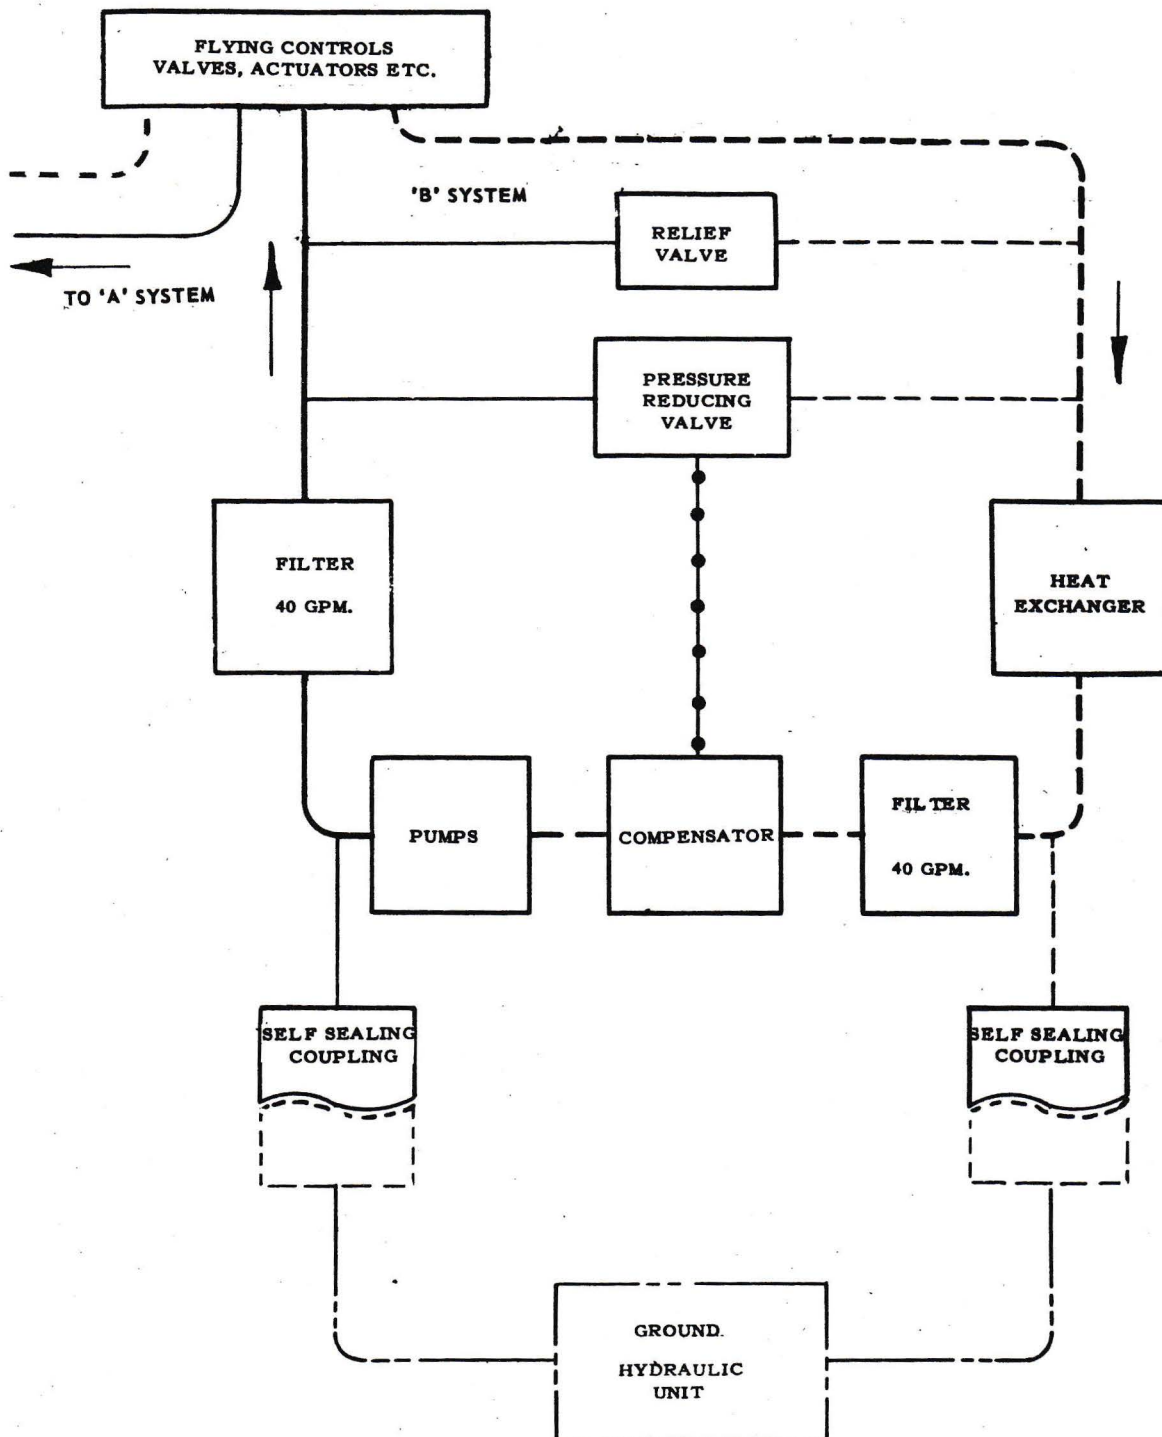 FLYING CONTROLS
VALVES, ACTUATORS ETC.
'B' SYSTEM
RELIEF
VALVE
TO 'A' SYSTEM
PRESSURE
REDUCING
VALVE
FILTER
40 GPM.
HEAT
EXCHANGER
PUMPS
COMPENSATOR
FILTER
40 GPM.
SELF SEALING
COUPLING
SELF SEALING
COUPLING
GROUND.
HYDRAULIC
UNIT